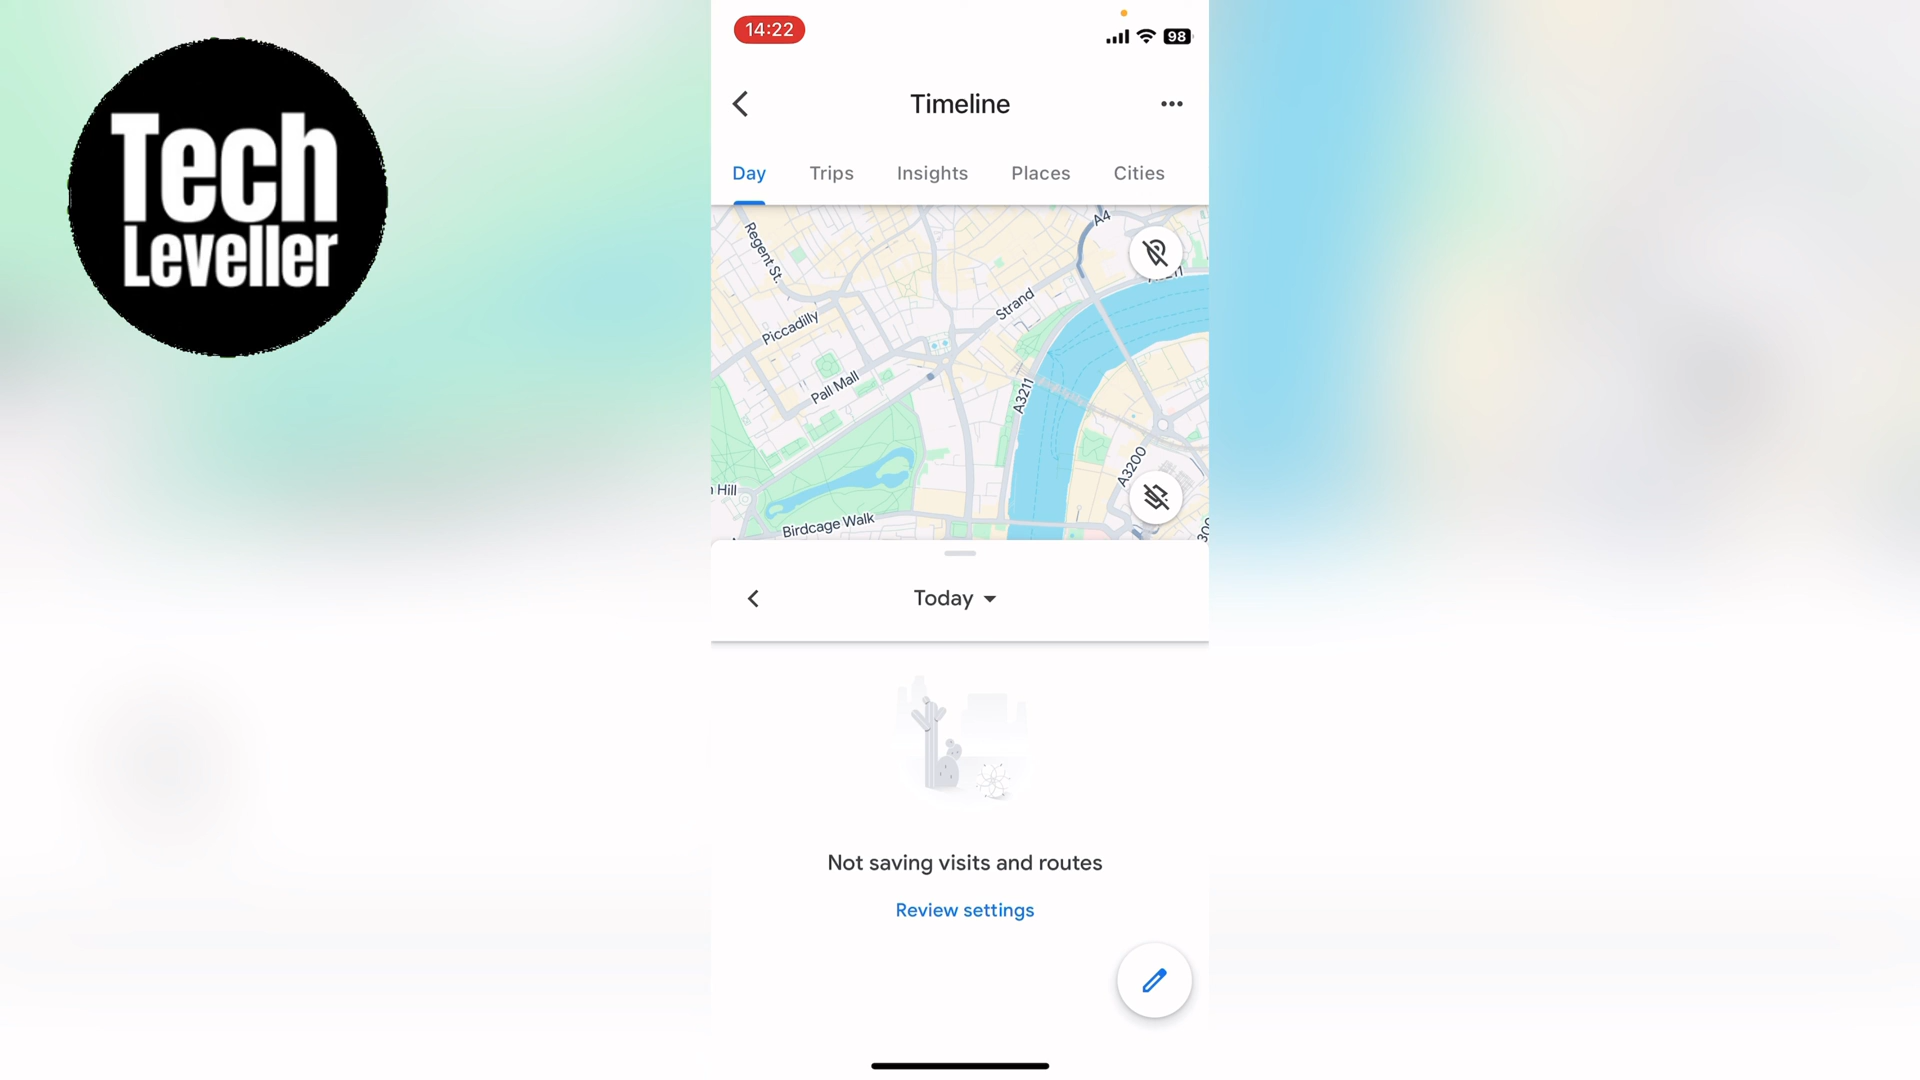 Tech
Leveller
14:22
98
Timeline
Day Trips Insights Places Cities
A4
Regent St.
Strand
Piccadilly
Pall Mall
A3211
A3200
Hill
Birdcage Walk
Today
Not saving visits and routes
Review settings